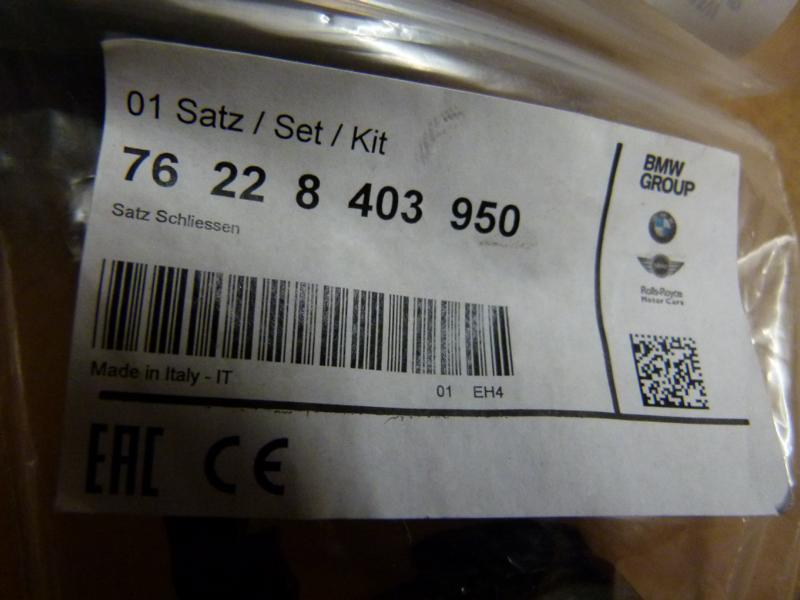 01 Satz / Set / Kit
76 22 8 403 950
Satz Schliessen
Made in Italy - IT
01 EH4
EAC CE
BMW
GROUP
Rolls-Royce
Motor Cars